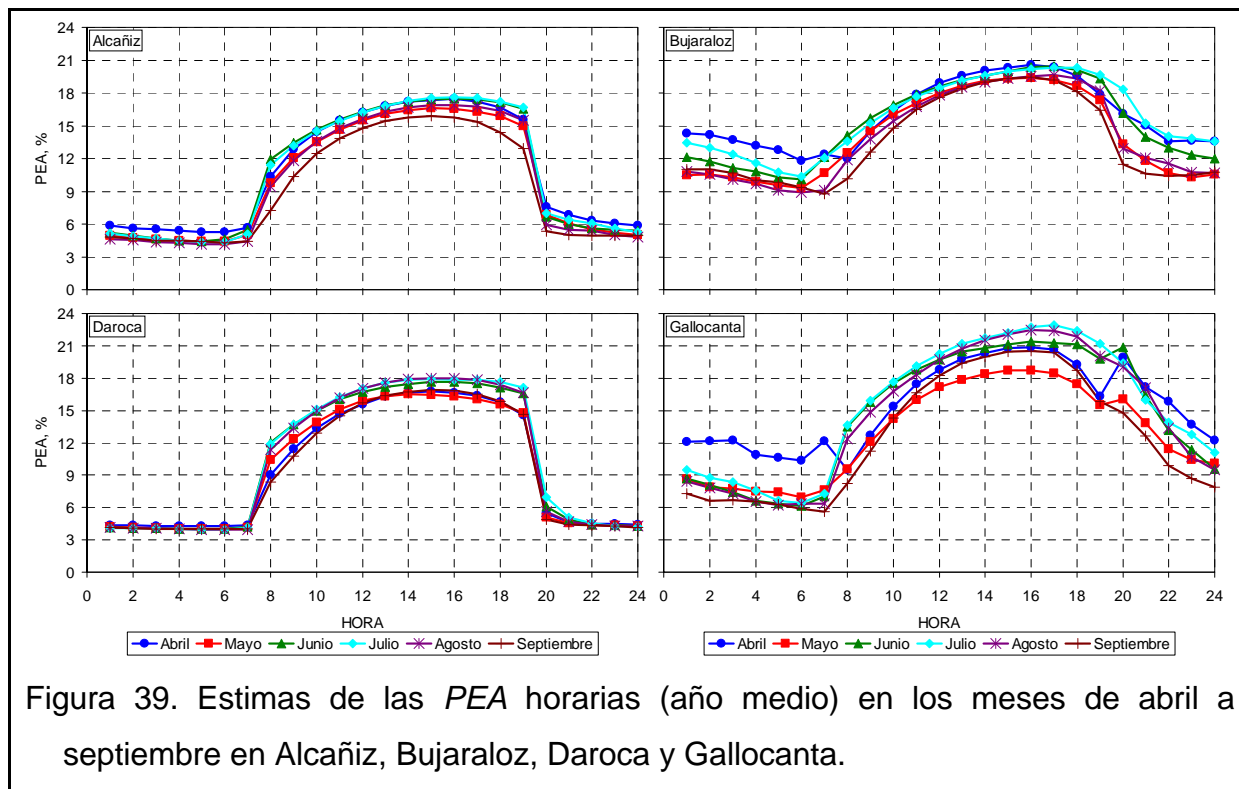 Alcañiz
Bujaraloz
24
21
18
15
12
9
6
3
0
PEA, %
Daroca
Gallocanta
24
21
18
15
12
9
6
3
0
PEA, %
0 2 4 6 8 10 12 14 16 18 20 22 24
0 2 4 6 8 10 12 14 16 18 20 22 24
HORA
HORA
Abril Mayo Junio Julio Agosto Septiembre
Abril Mayo Junio Julio Agosto Septiembre
Figura 39. Estimas de las PEA horarias (año medio) en los meses de abril a
septiembre en Alcañiz, Bujaraloz, Daroca y Gallocanta.